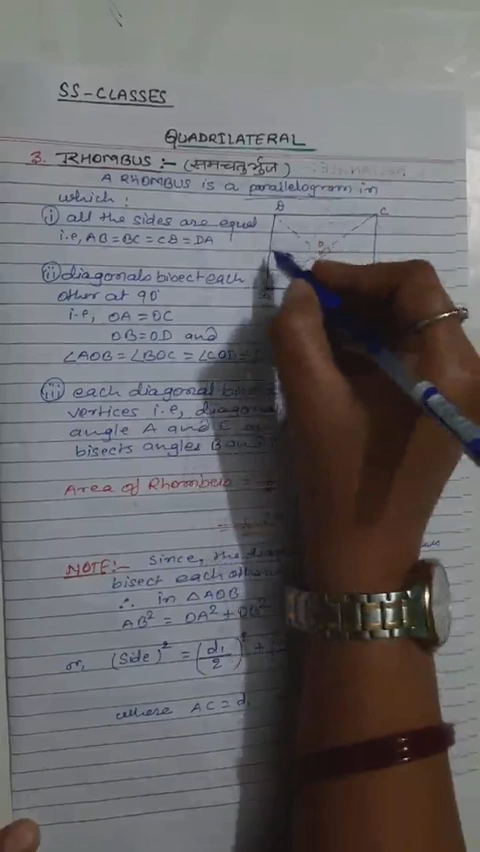 SS-CLASSES
QUADRILATERAL
3. RHOMBUS :- (समचतुर्भुज)
A RHOMBUS is a parallelogram in
which :
D C
(i) all the sides are equal
i.e, AB = BC = CD = DA
(ii) diagonals bisect each
other at 90
i.e, OA = OC
OB = OD and
∠AOB = ∠BOC = ∠COD =
(iii) each diagonal
vertices i.e,
angle A and C
bisects angles B and
Area of Rhombus =
=
NOTE:- Since, the
bisect each other
∴ in △AOB
AB² = OA² + OB²
or, (Side)² = (d₁/2)² +
where AC = d₁